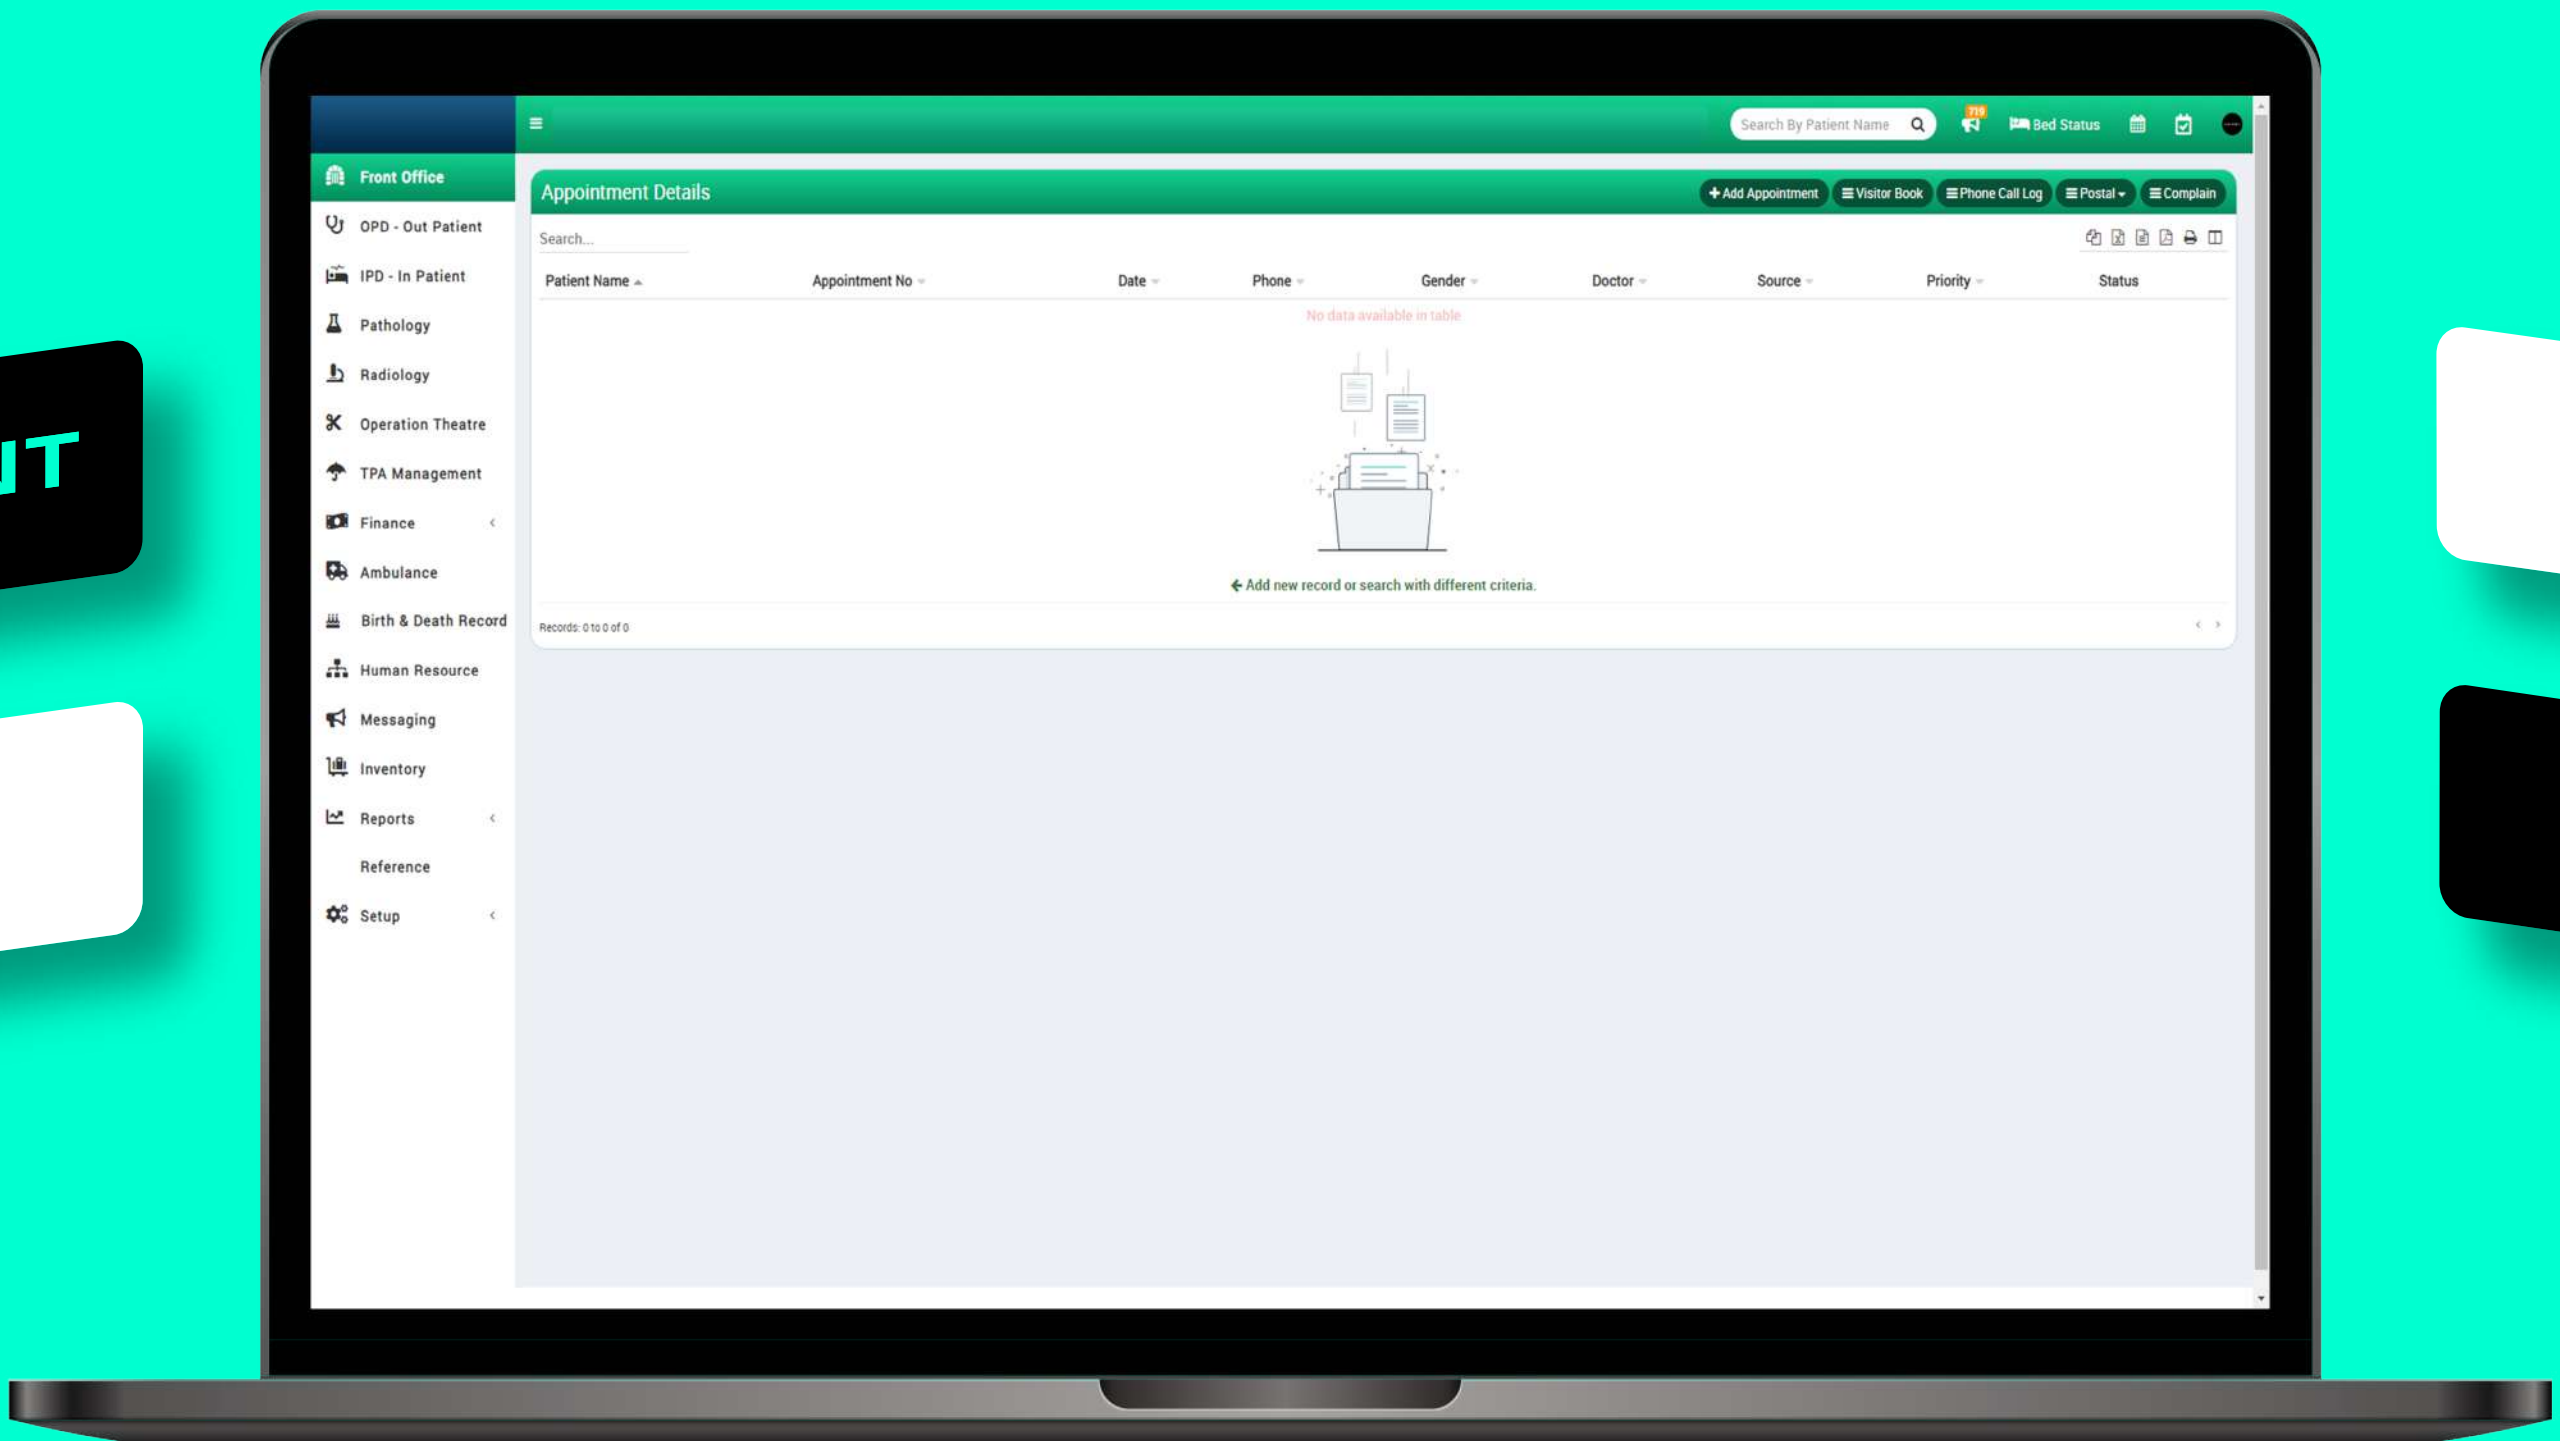 Search By Patient Name
719
Bed Status
Front Office
OPD - Out Patient
IPD - In Patient
Pathology
Radiology
Operation Theatre
TPA Management
Finance
Ambulance
Birth & Death Record
Human Resource
Messaging
Inventory
Reports
Reference
Setup
Appointment Details
Add Appointment Visitor Book Phone Call Log Postal Complain
Search...
Patient Name Appointment No Date Phone Gender Doctor Source Priority Status
No data available in table
Add new record or search with different criteria.
Records: 0 to 0 of 0